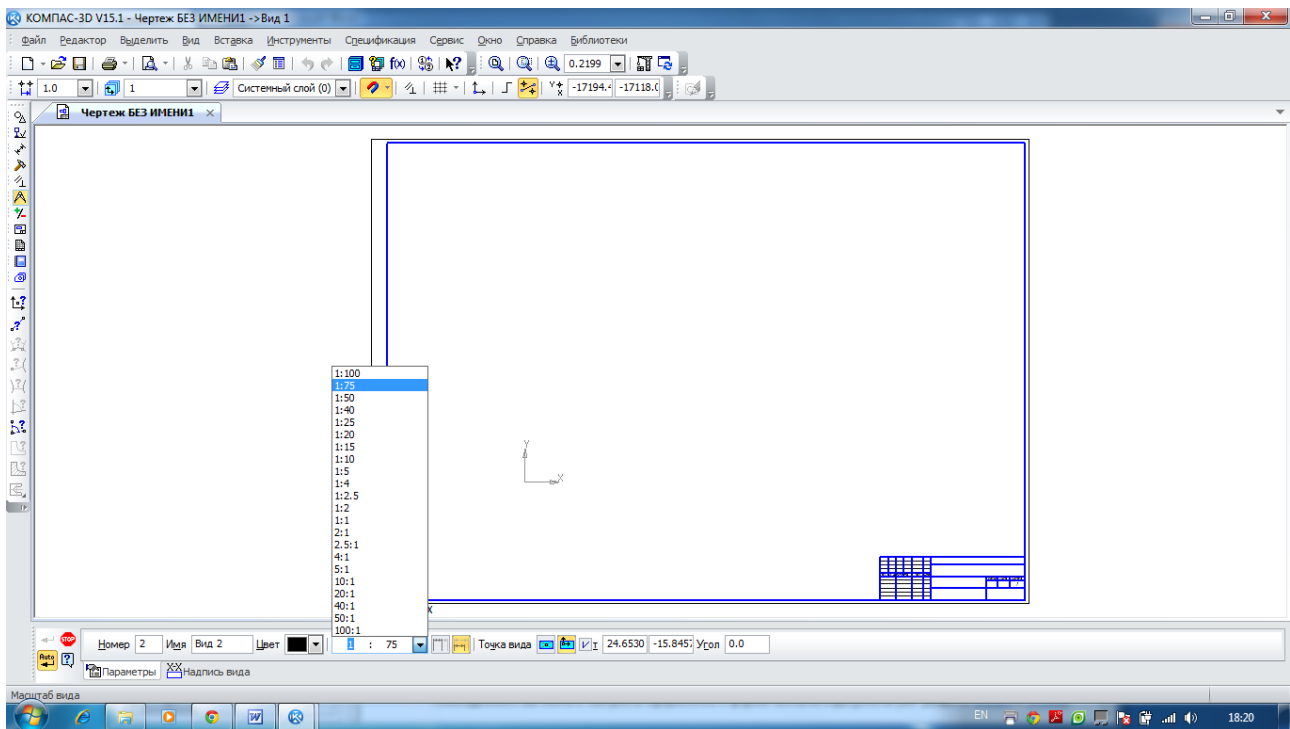 КОМПАС-3D V15.1 - Чертеж БЕЗ ИМЕНИ1 ->Вид 1
Файл Редактор Выделить Вид Вставка Инструменты Спецификация Сервис Окно Справка Библиотеки
f(x) 0.2199
1.0 1 Системный слой (0) Y X -17194.4 -17118.0
Чертеж БЕЗ ИМЕНИ1
1:100
1:75
1:50
1:40
1:25
1:20
1:15
1:10
1:5
1:4
1:2.5
1:2
1:1
2:1
2.5:1
4:1
5:1
10:1
20:1
40:1
50:1
100:1
Y
X
X
STOP Номер 2 Имя Вид 2 Цвет 1 : 75 Точка вида т 24.6530 -15.8457 Угол 0.0
Auto Параметры Надпись вида
Масштаб вида
EN 18:20